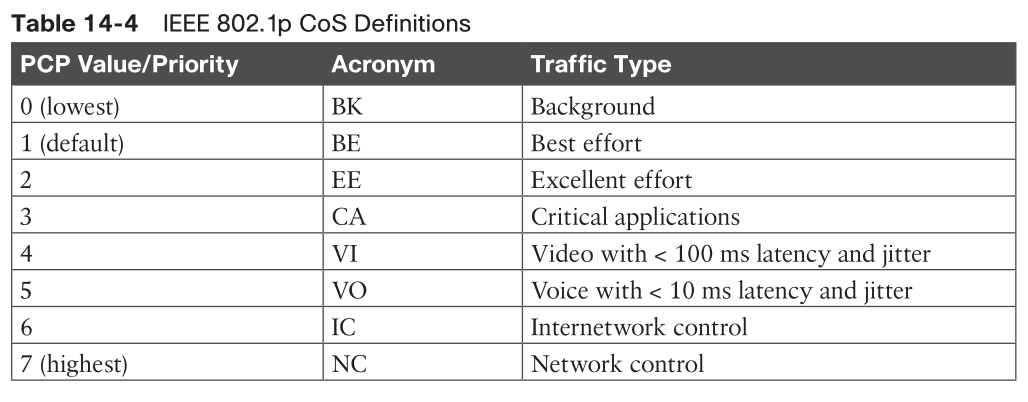 Table 14-4 IEEE 802.1p CoS Definitions
PCP Value/Priority Acronym Traffic Type
0 (lowest) BK Background
1 (default) BE Best effort
2 EE Excellent effort
3 CA Critical applications
4 VI Video with < 100 ms latency and jitter
5 VO Voice with < 10 ms latency and jitter
6 IC Internetwork control
7 (highest) NC Network control